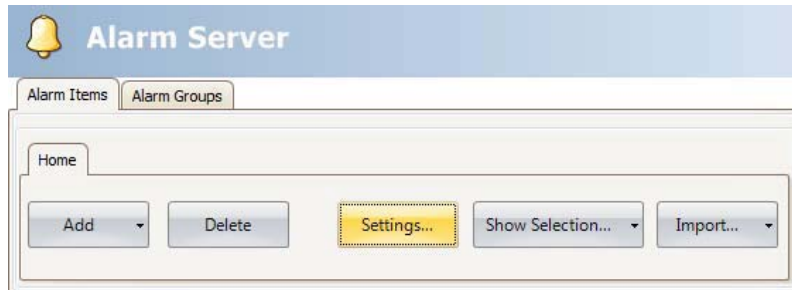 Alarm Server
Alarm Items Alarm Groups
Home
Add Delete Settings... Show Selection... Import...